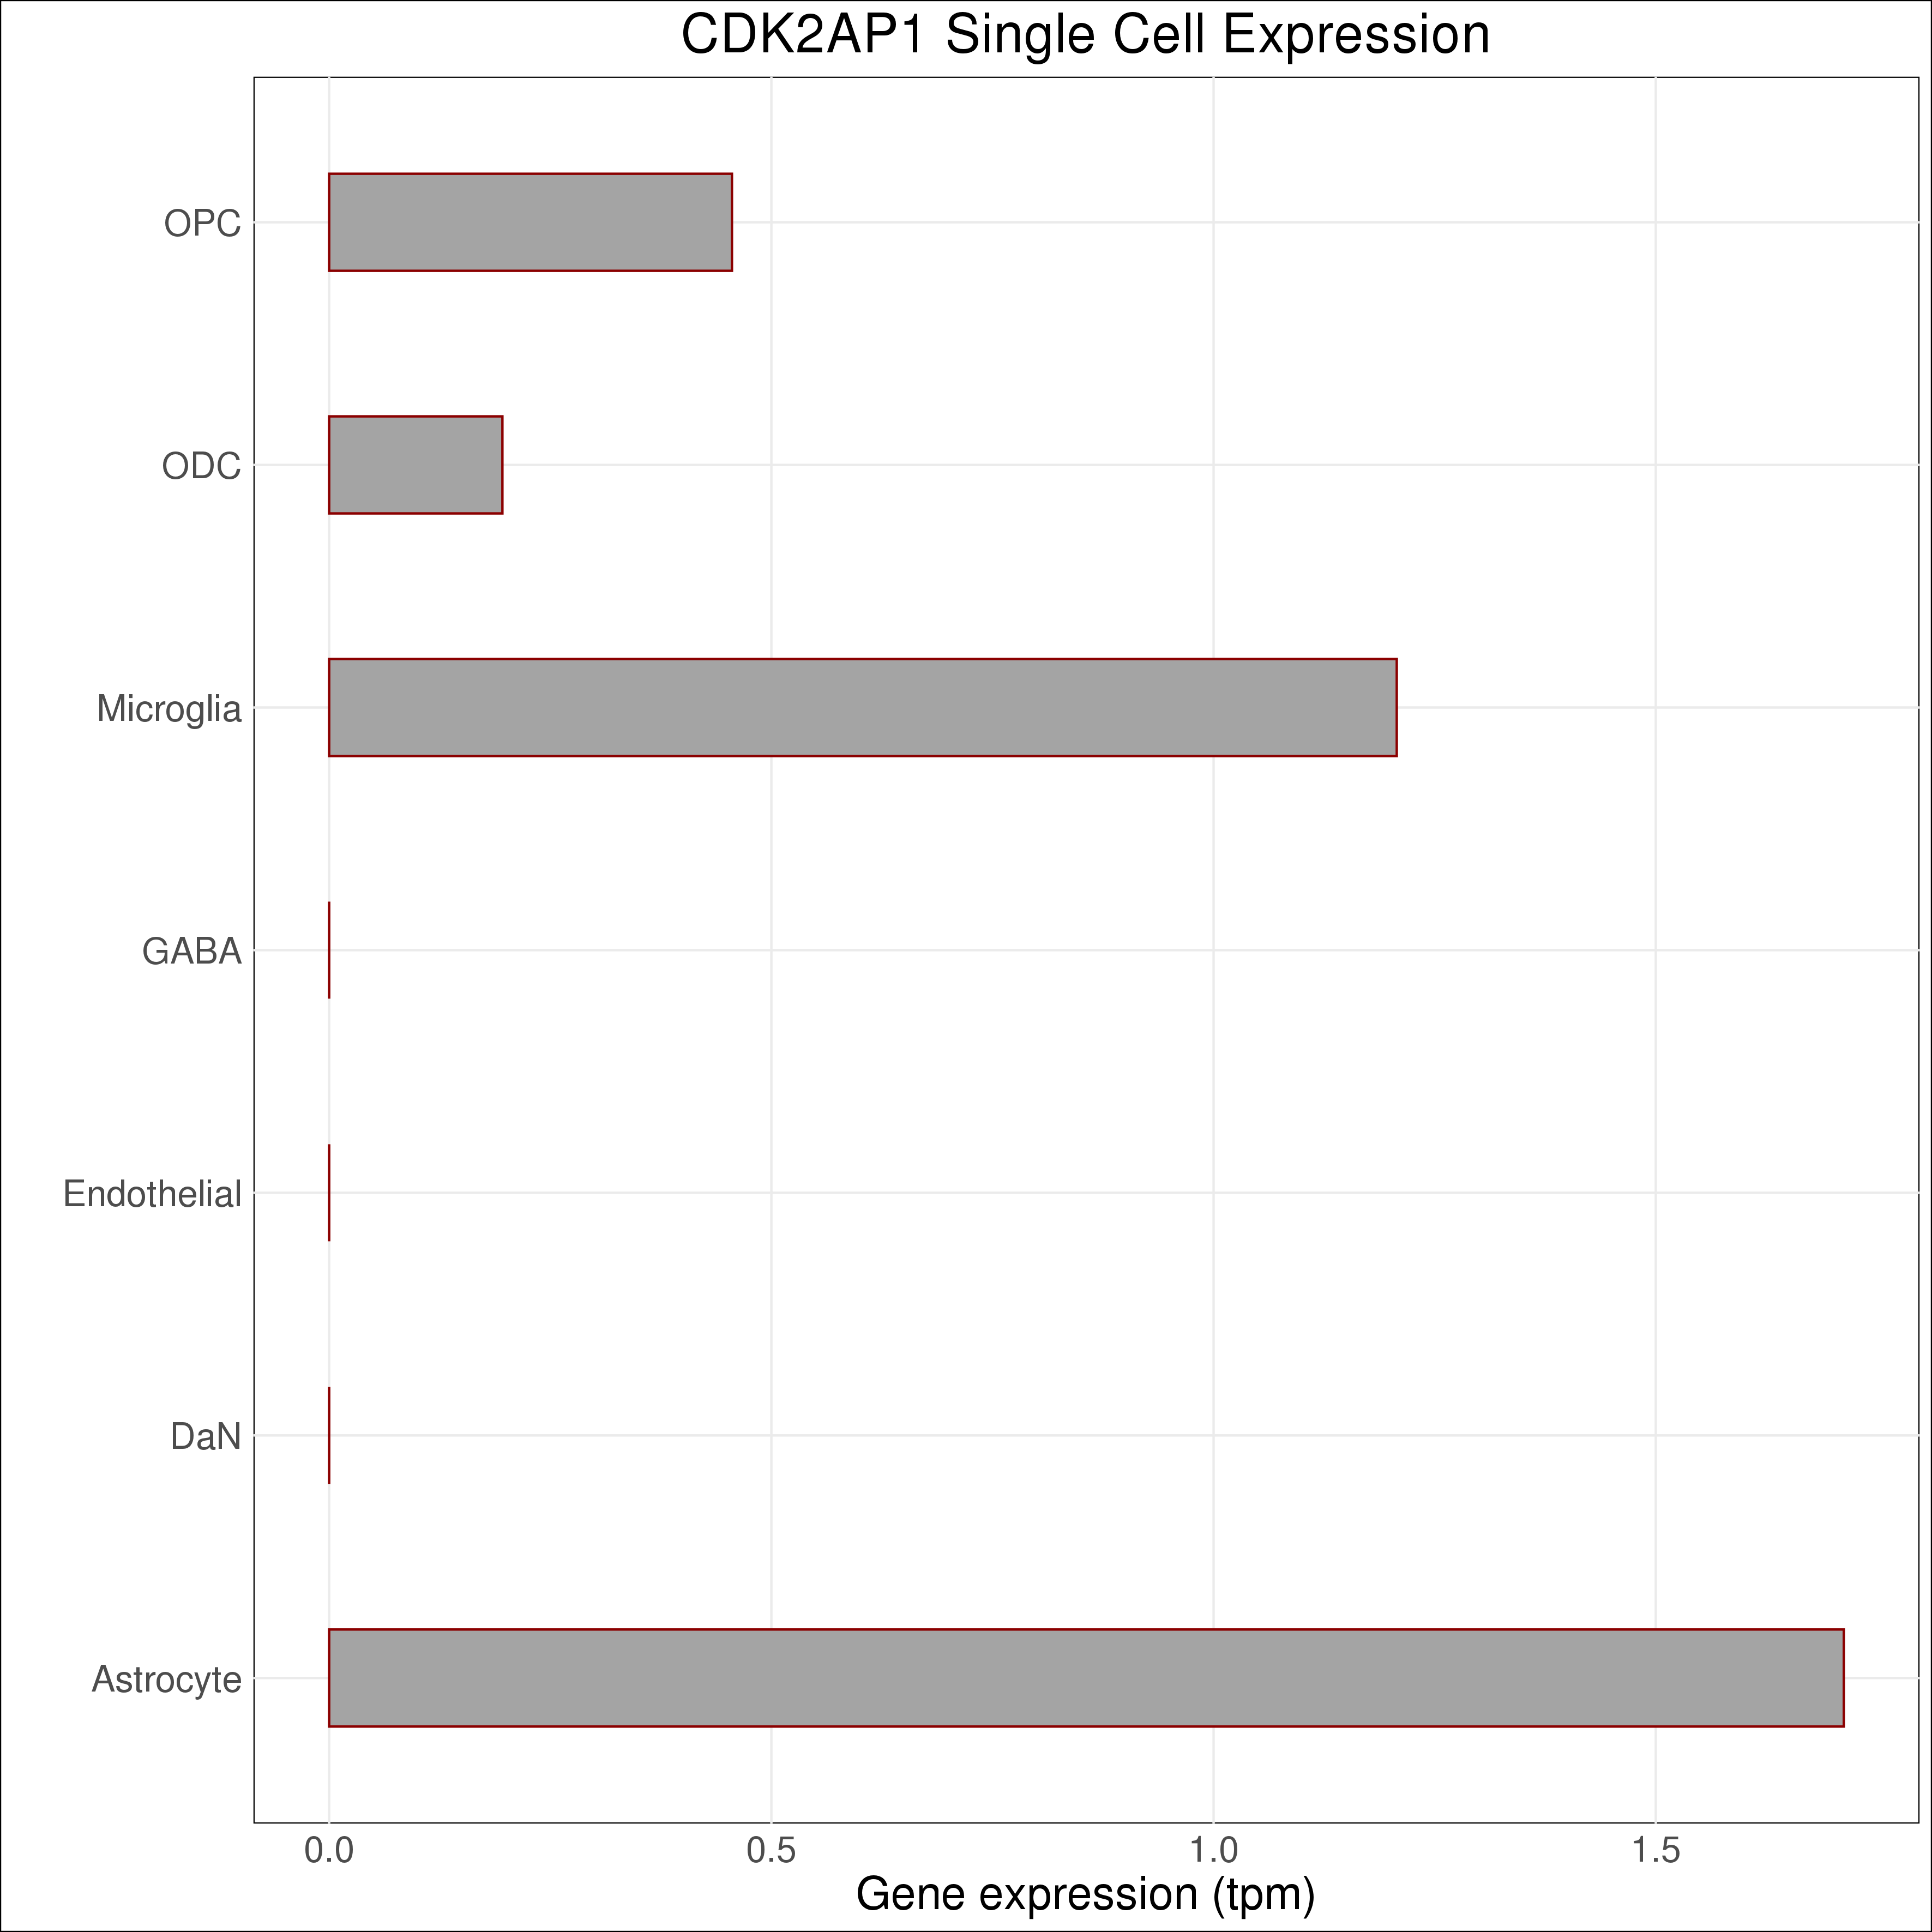 CDK2AP1 Single Cell Expression
OPC
ODC
Microglia
GABA
Endothelial
DaN
Astrocyte
0.0 0.5 1.0 1.5
Gene expression (tpm)